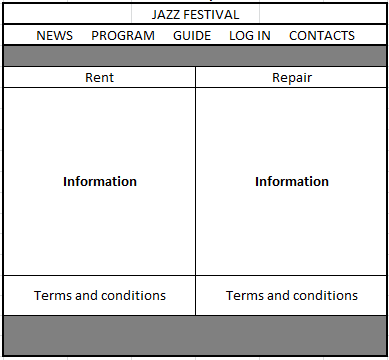 JAZZ FESTIVAL
NEWS PROGRAM GUIDE LOG IN CONTACTS
Rent Repair
Information Information
Terms and conditions Terms and conditions